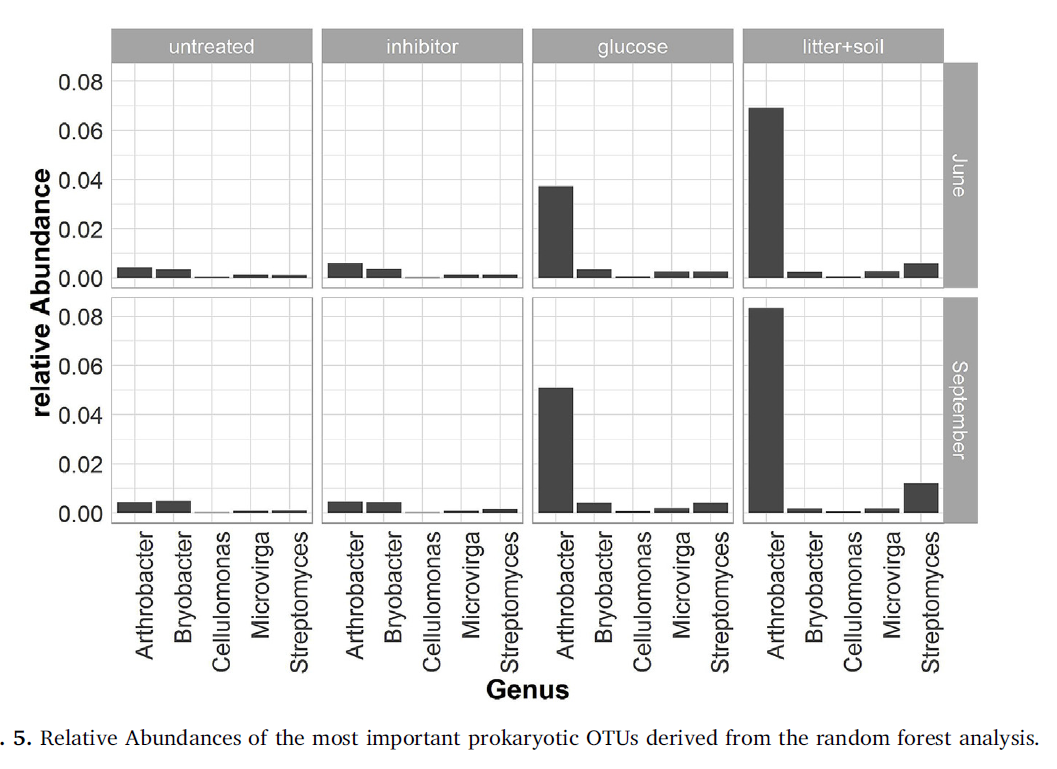 untreated inhibitor glucose litter+soil
0.08
0.06
0.04
0.02
0.00
June
0.08
0.06
0.04
0.02
0.00
September
relative Abundance
Arthrobacter Bryobacter Cellulomonas Microvirga Streptomyces Arthrobacter Bryobacter Cellulomonas Microvirga Streptomyces Arthrobacter Bryobacter Cellulomonas Microvirga Streptomyces Arthrobacter Bryobacter Cellulomonas Microvirga Streptomyces
Genus
. 5. Relative Abundances of the most important prokaryotic OTUs derived from the random forest analysis.